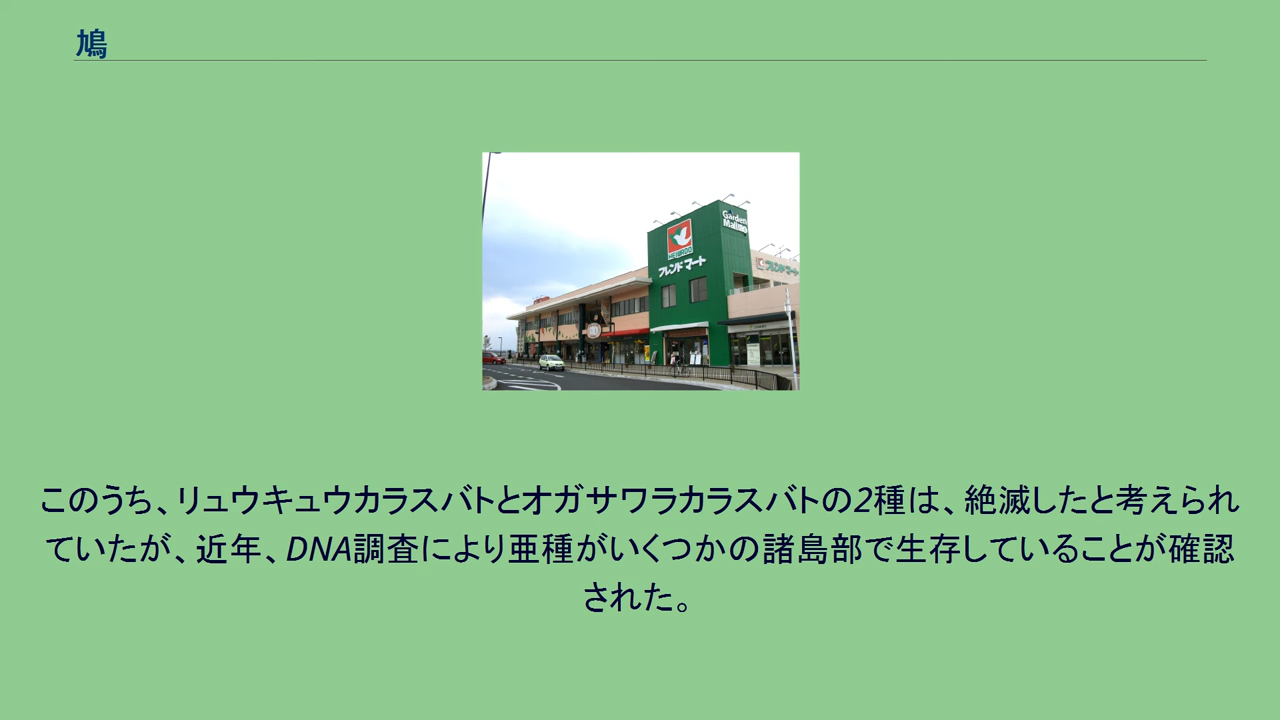 鳩
Garden
Mall
HEIWADO
フレンドマート
フレンドマート
このうち、リュウキュウカラスバトとオガサワラカラスバトの2種は、絶滅したと考えられ
ていたが、近年、DNA調査により亜種がいくつかの諸島部で生存していることが確認
された。